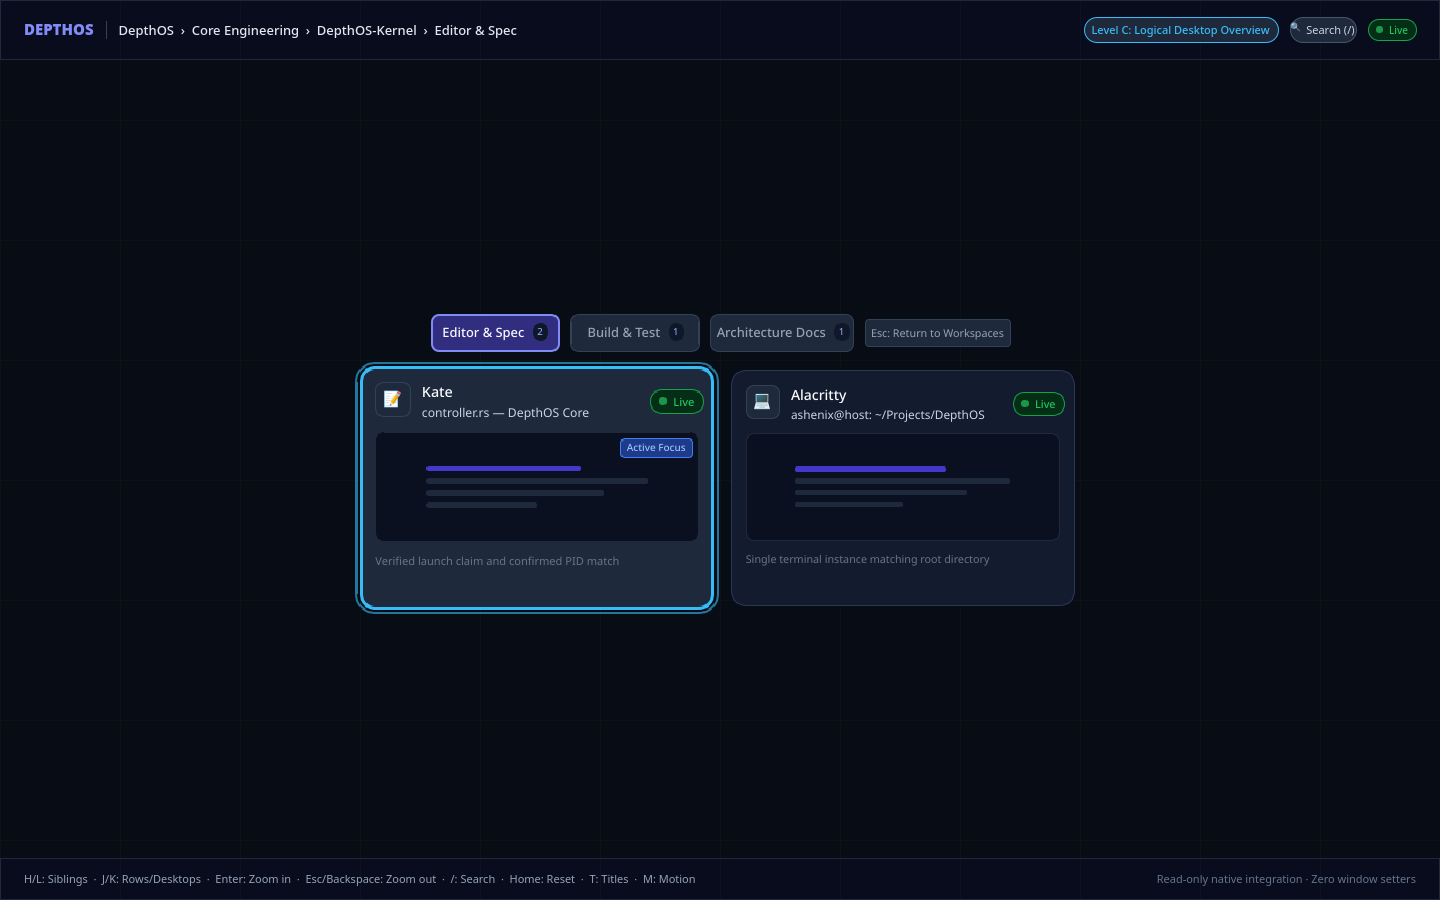 DEPTHOS
DepthOS › Core Engineering › DepthOS-Kernel › Editor & Spec
Level C: Logical Desktop Overview
Search (/)
Live
Editor & Spec 2
Build & Test 1
Architecture Docs 1
Esc: Return to Workspaces
Kate
controller.rs — DepthOS Core
Live
Active Focus
Verified launch claim and confirmed PID match
Alacritty
ashenix@host: ~/Projects/DepthOS
Live
Single terminal instance matching root directory
H/L: Siblings · J/K: Rows/Desktops · Enter: Zoom in · Esc/Backspace: Zoom out · /: Search · Home: Reset · T: Titles · M: Motion
Read-only native integration · Zero window setters